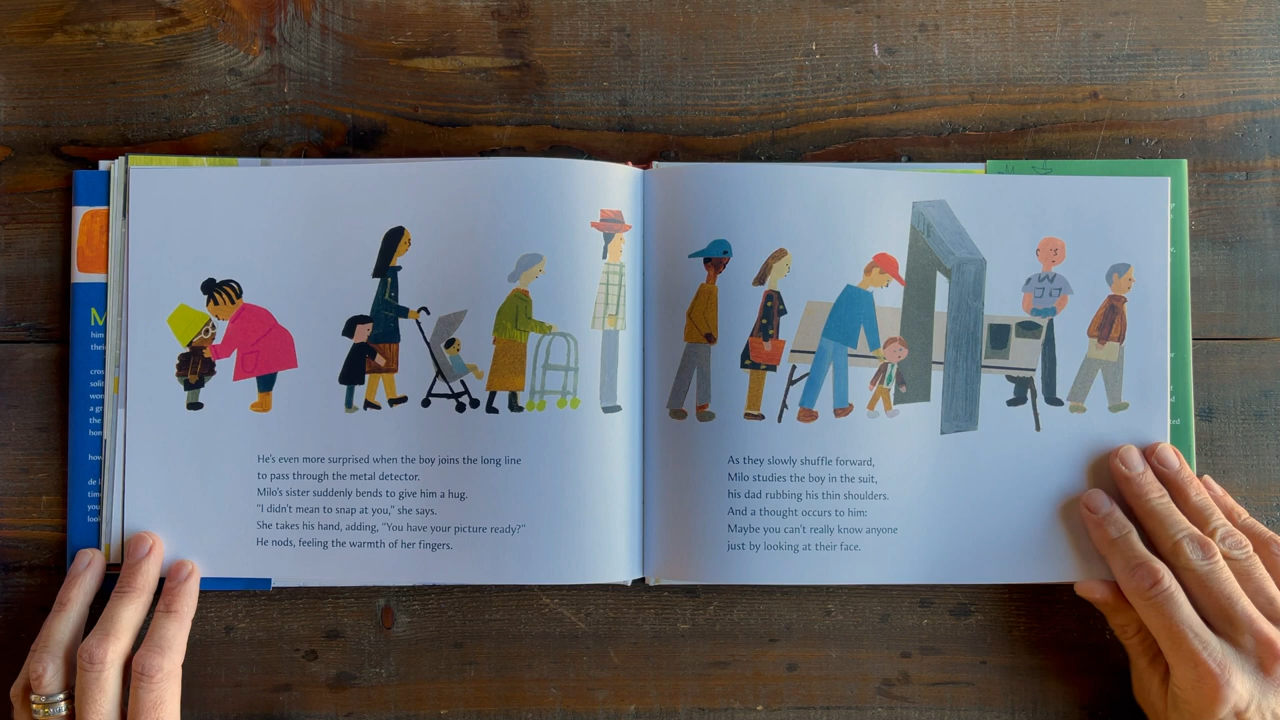 He's even more surprised when the boy joins the long line
to pass through the metal detector.
Milo's sister suddenly bends to give him a hug.
"I didn't mean to snap at you," she says.
She takes his hand, adding, "You have your picture ready?"
He nods, feeling the warmth of her fingers.
As they slowly shuffle forward,
Milo studies the boy in the suit,
his dad rubbing his thin shoulders.
And a thought occurs to him:
Maybe you can't really know anyone
just by looking at their face.